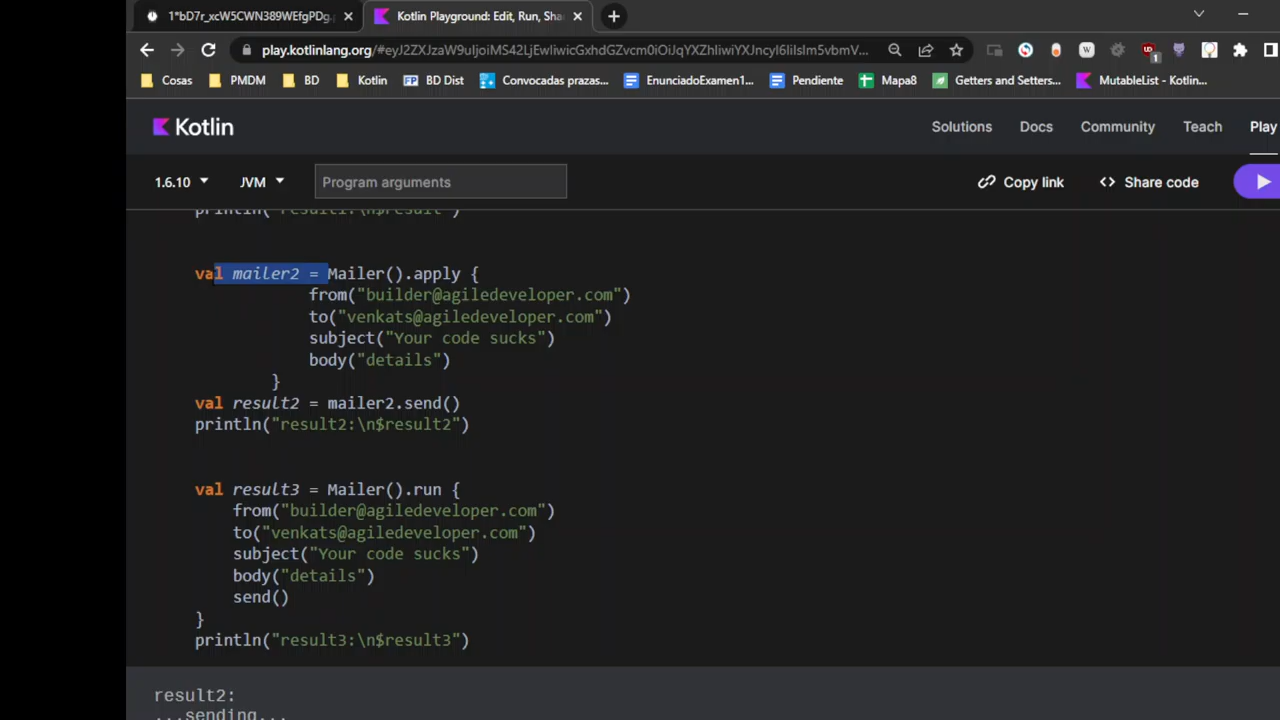 1*bD7r_xcW5CWN389WEfgPDg.
Kotlin Playground: Edit, Run, Sha
play.kotlinlang.org/#eyJ2ZXJzaW9uIjoiMS42LjEwIiwicGxhdGZvcm0iOiJqYXZhIiwiYXJncyI6IiIsIm5vbmV...
Cosas PMDM BD Kotlin BD Dist Convocadas prazas... EnunciadoExamen1... Pendiente Mapa8 Getters and Setters... MutableList - Kotlin...
Kotlin Solutions Docs Community Teach Play
1.6.10 JVM Program arguments Copy link Share code
println("result1:\n$result")
val mailer2 = Mailer().apply {
from("builder@agiledeveloper.com")
to("venkats@agiledeveloper.com")
subject("Your code sucks")
body("details")
}
val result2 = mailer2.send()
println("result2:\n$result2")
val result3 = Mailer().run {
from("builder@agiledeveloper.com")
to("venkats@agiledeveloper.com")
subject("Your code sucks")
body("details")
send()
}
println("result3:\n$result3")
result2:
...sending...